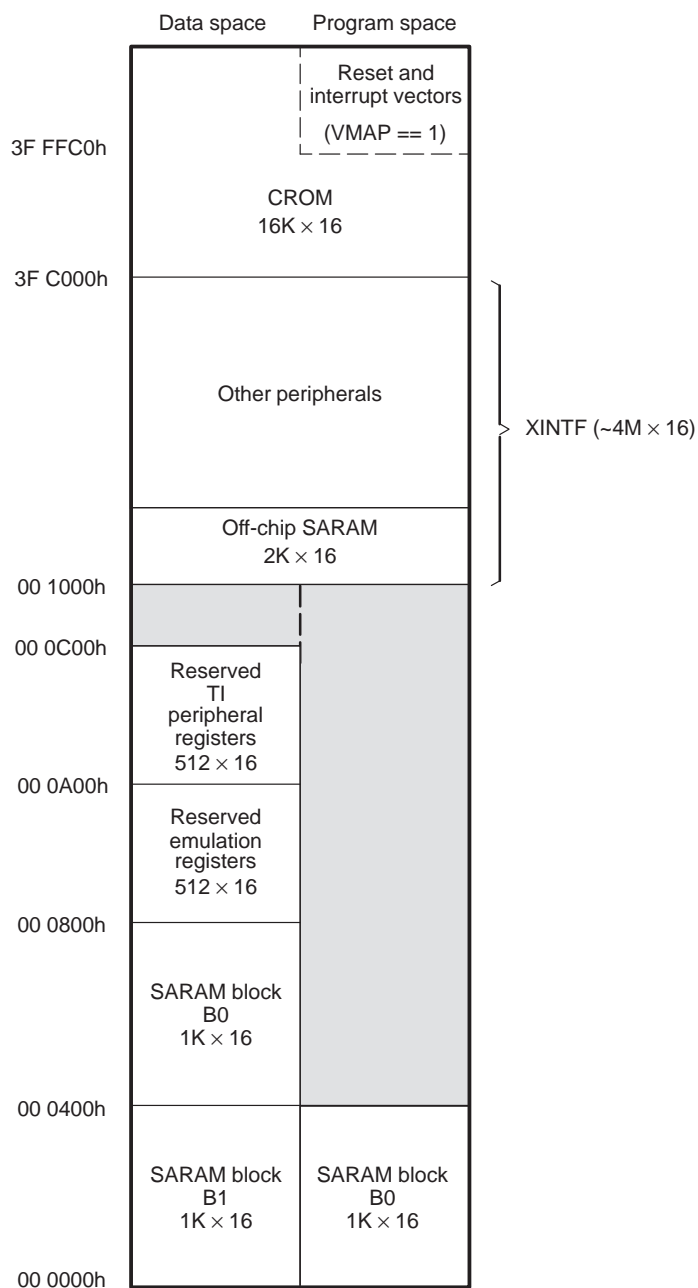 Data space Program space
Reset and
interrupt vectors
(VMAP == 1)
3F FFC0h
CROM
16K × 16
3F C000h
Other peripherals
XINTF (~4M × 16)
Off-chip SARAM
2K × 16
00 1000h
00 0C00h
Reserved
TI
peripheral
registers
512 × 16
00 0A00h
Reserved
emulation
registers
512 × 16
00 0800h
SARAM block
B0
1K × 16
00 0400h
SARAM block
B1
1K × 16
SARAM block
B0
1K × 16
00 0000h